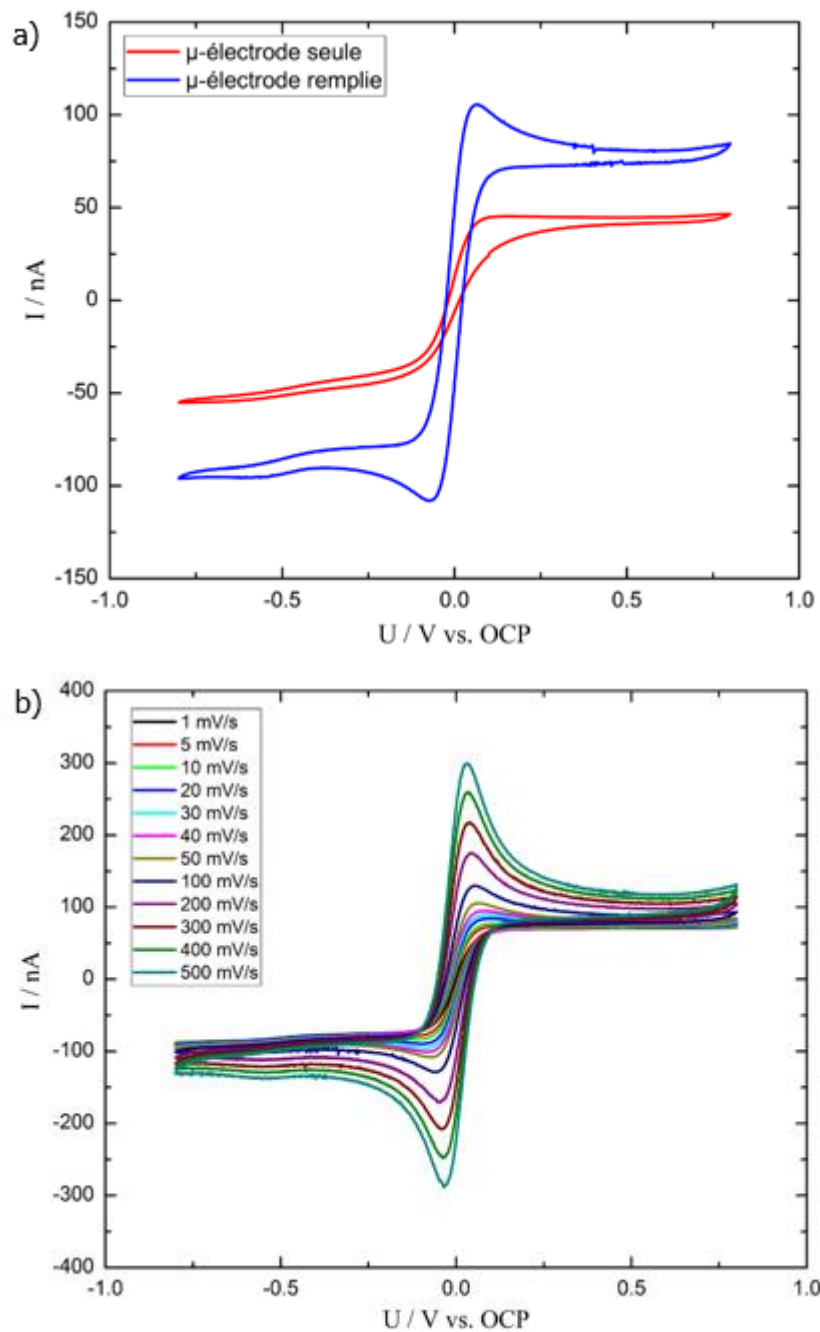 a)
150
100
50
0
-50
-100
-150
I / nA
μ-électrode seule
μ-électrode remplie
-1.0
-0.5
0.0
0.5
1.0
U / V vs. OCP
b)
400
300
200
100
0
-100
-200
-300
-400
I / nA
1 mV/s
5 mV/s
10 mV/s
20 mV/s
30 mV/s
40 mV/s
50 mV/s
100 mV/s
200 mV/s
300 mV/s
400 mV/s
500 mV/s
-1.0
-0.5
0.0
0.5
1.0
U / V vs. OCP